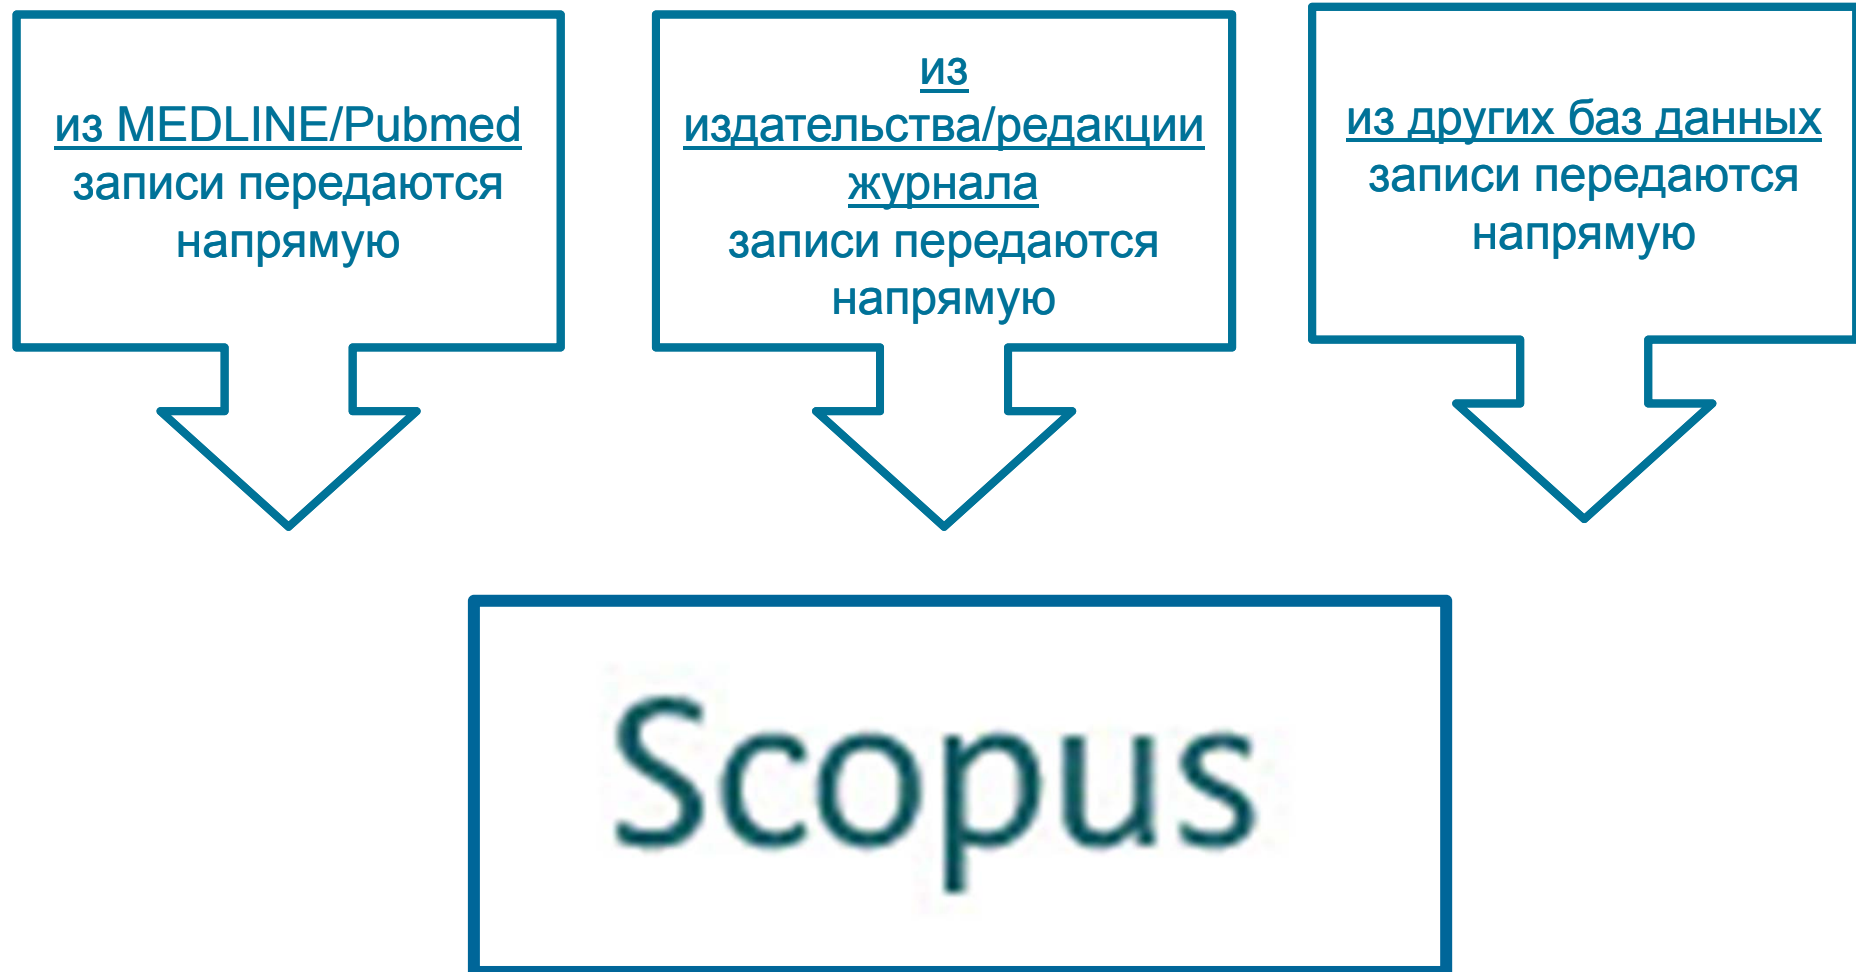 из MEDLINE/Pubmed
записи передаются
напрямую
из
издательства/редакции
журнала
записи передаются
напрямую
из других баз данных
записи передаются
напрямую
Scopus